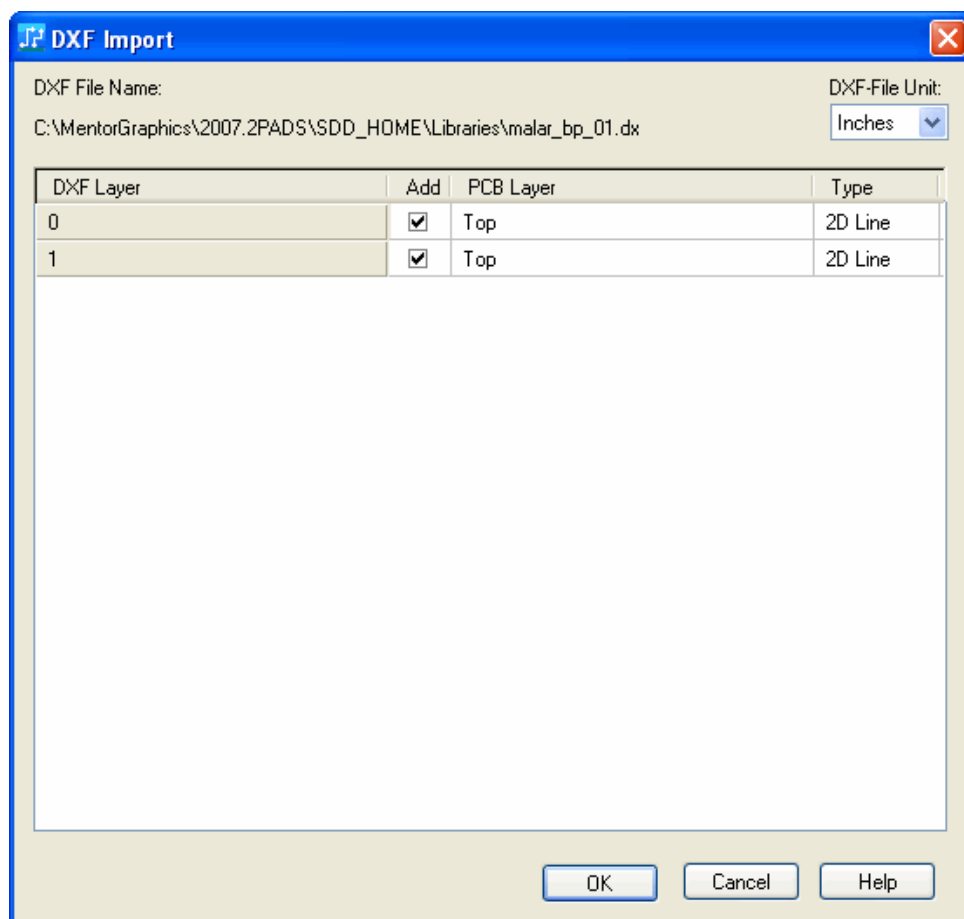 DXF Import
DXF File Name:
DXF-File Unit:
C:\MentorGraphics\2007.2PADS\SDD_HOME\Libraries\malar_bp_01.dx
Inches
DXF Layer Add PCB Layer Type
0 Top 2D Line
1 Top 2D Line
OK Cancel Help